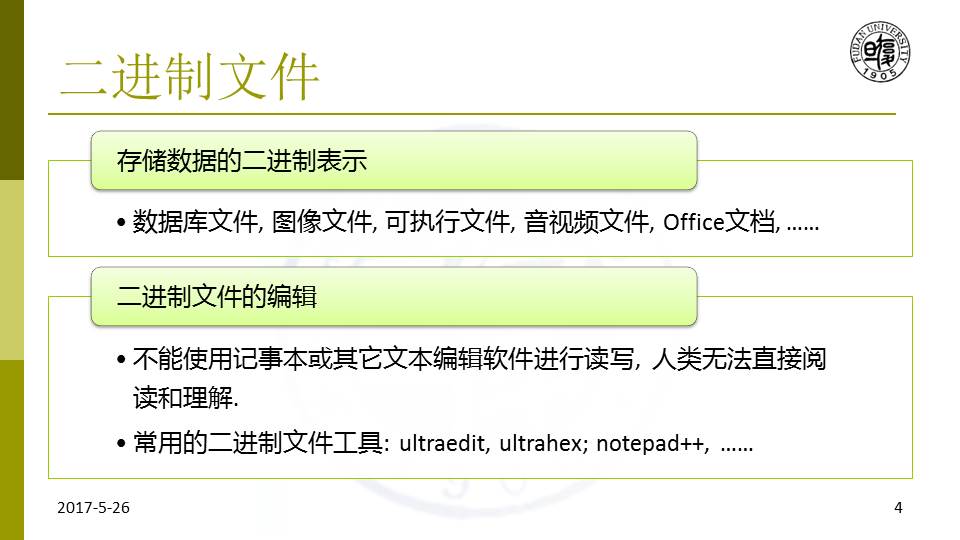 二进制文件
FUDAN UNIVERSITY
1905
存储数据的二进制表示
• 数据库文件, 图像文件, 可执行文件, 音视频文件, Office文档, ……
二进制文件的编辑
• 不能使用记事本或其它文本编辑软件进行读写, 人类无法直接阅
读和理解.
• 常用的二进制文件工具: ultraedit, ultrahex; notepad++, ……
2017-5-26
4